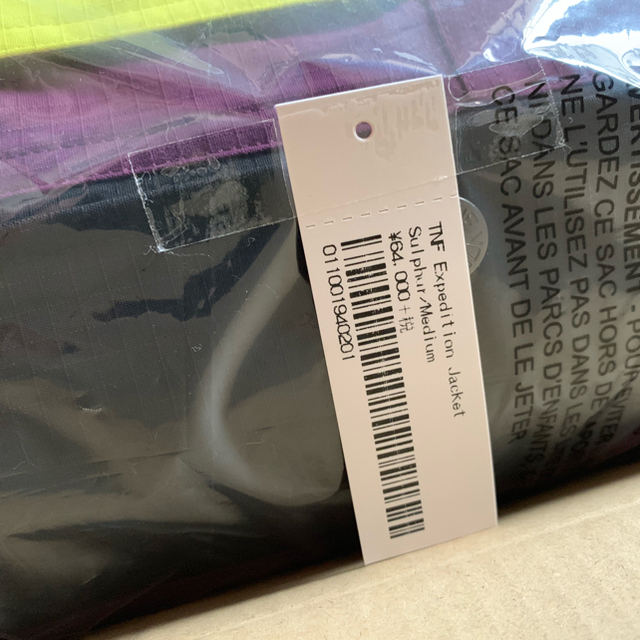 TNF Expedition Jacket
Sulphur/Medium
¥64,000+税
011001940201
GARDEZ CE SAC HORS DE
NE L'UTILISEZ PAS DANS LES
NI DANS LES PARCS D'ENFANTS
CE SAC AVANT DE LE JETER